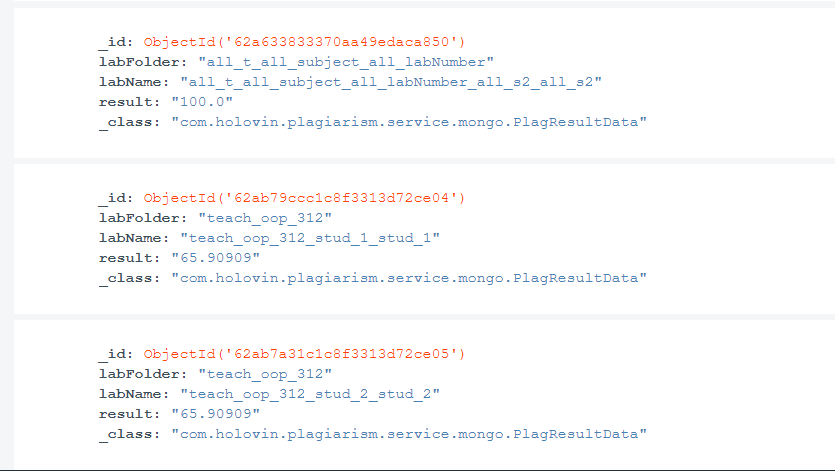 _id: ObjectId('62a633833370aa49edaca850')
labFolder: "all_t_all_subject_all_labNumber"
labName: "all_t_all_subject_all_labNumber_all_s2_all_s2"
result: "100.0"
_class: "com.holovin.plagiarism.service.mongo.PlagResultData"
_id: ObjectId('62ab79ccc1c8f3313d72ce04')
labFolder: "teach_oop_312"
labName: "teach_oop_312_stud_1_stud_1"
result: "65.90909"
_class: "com.holovin.plagiarism.service.mongo.PlagResultData"
_id: ObjectId('62ab7a31c1c8f3313d72ce05')
labFolder: "teach_oop_312"
labName: "teach_oop_312_stud_2_stud_2"
result: "65.90909"
_class: "com.holovin.plagiarism.service.mongo.PlagResultData"